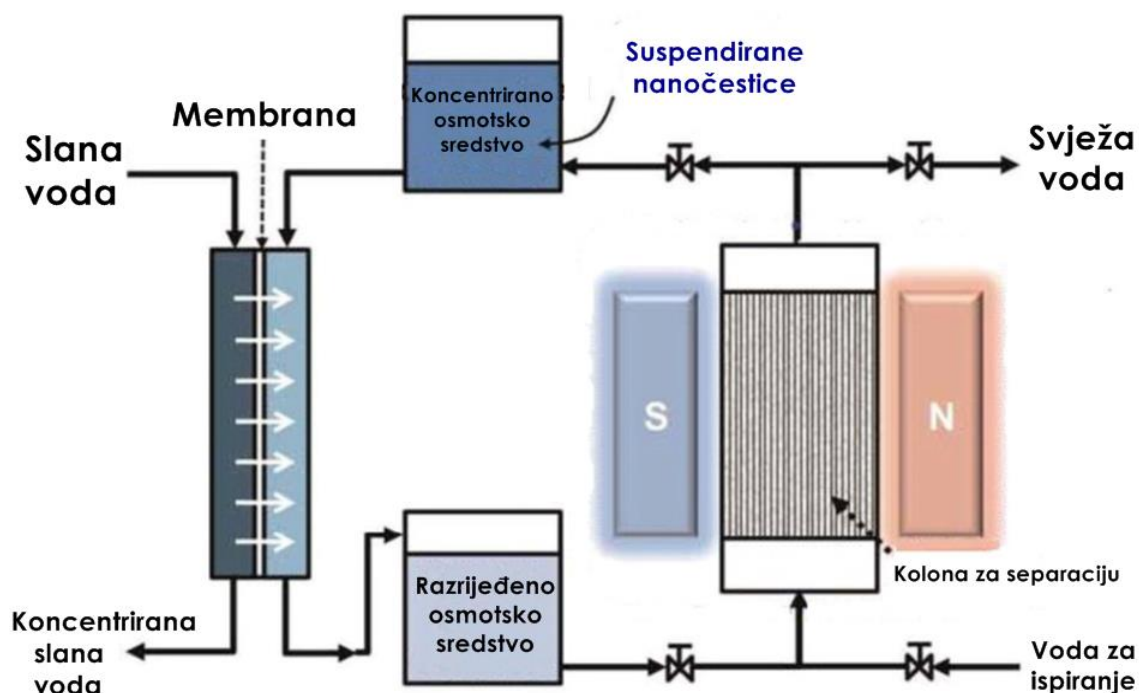 Suspendirane
nanočestice
Koncentrirano
osmotsko
sredstvo
Membrana
Slana
voda
Svježa
voda
S
N
Kolona za separaciju
Razrijeđeno
osmotsko
sredstvo
Koncentrirana
slana
voda
Voda za
ispiranje